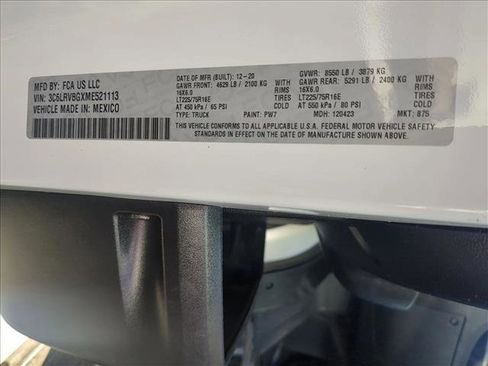 MFD BY: FCA US LLC
VIN: 3C6LRVBGXME521113
VEHICLE MADE IN: MEXICO
DATE OF MFR (BUILT): 12-20
GAWR FRONT: 4629 LB / 2100 KG
16X6.0
LT225/75R16E
AT 450 kPa / 65 PSI
TYPE: TRUCK
RIMS
TIRES
COLD
PAINT: PW7
GVWR: 8550 LB / 3879 KG
GAWR REAR: 5291 LB / 2400 KG
16X6.0
LT225/75R16E
AT 550 kPa / 80 PSI
MDH: 120423
RIMS
TIRES
COLD
MKT: 875
THIS VEHICLE CONFORMS TO ALL APPLICABLE U.S.A. FEDERAL MOTOR VEHICLE SAFETY
STANDARDS IN EFFECT ON THE DATE OF MANUFACTURE SHOWN ABOVE.